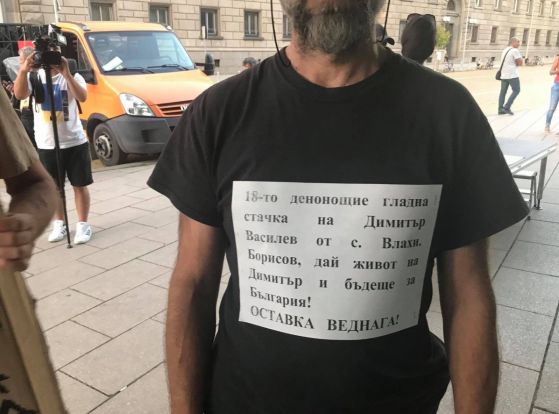 18-то денонощие гладна
стачка на Димитър
Василев от с. Влахи.
Борисов, дай живот на
Димитър и бъдеще за
България!
ОСТАВКА ВЕДНАГА!